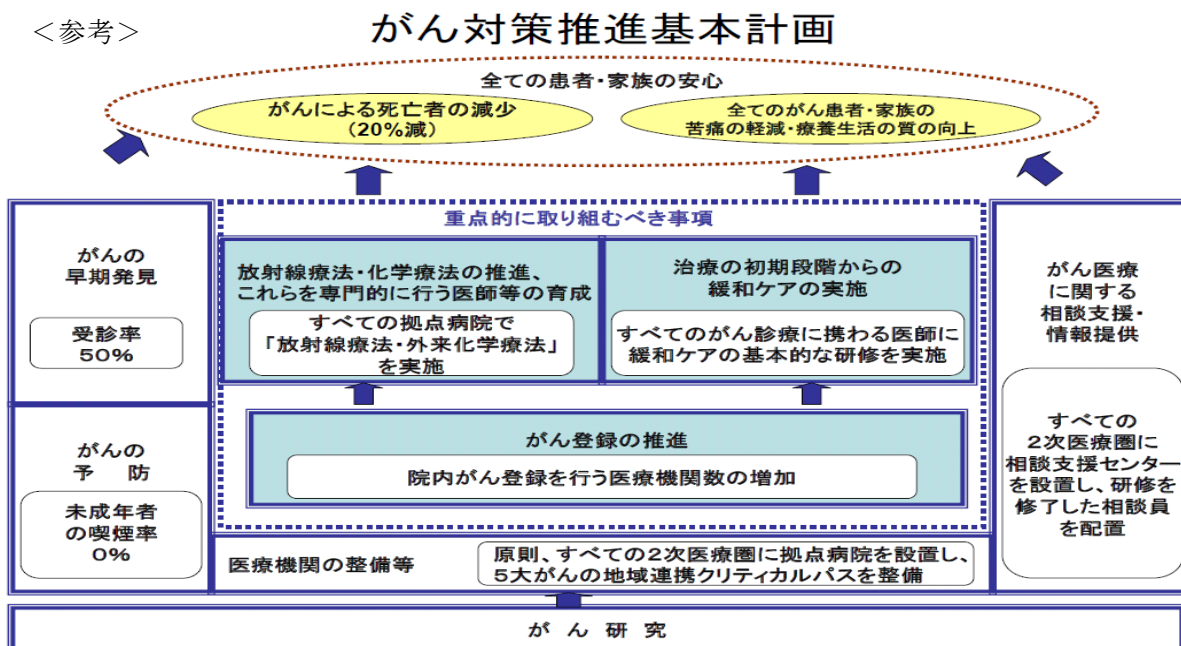 ＜参考＞
がん対策推進基本計画
全ての患者・家族の安心
がんによる死亡者の減少
（20%減）
全てのがん患者・家族の
苦痛の軽減・療養生活の質の向上
がんの
早期発見
受診率
50%
がんの
予　防
未成年者
の喫煙率
0%
重点的に取り組むべき事項
放射線療法・化学療法の推進、
これらを専門的に行う医師等の育成
すべての拠点病院で
「放射線療法・外来化学療法」
を実施
治療の初期段階からの
緩和ケアの実施
すべてのがん診療に携わる医師に
緩和ケアの基本的な研修を実施
がん登録の推進
院内がん登録を行う医療機関数の増加
医療機関の整備等
原則、すべての2次医療圏に拠点病院を設置し、
5大がんの地域連携クリティカルパスを整備
がん医療
に関する
相談支援・
情報提供
すべての
2次医療圏に
相談支援センター
を設置し、研修を
修了した相談員
を配置
が ん 研 究